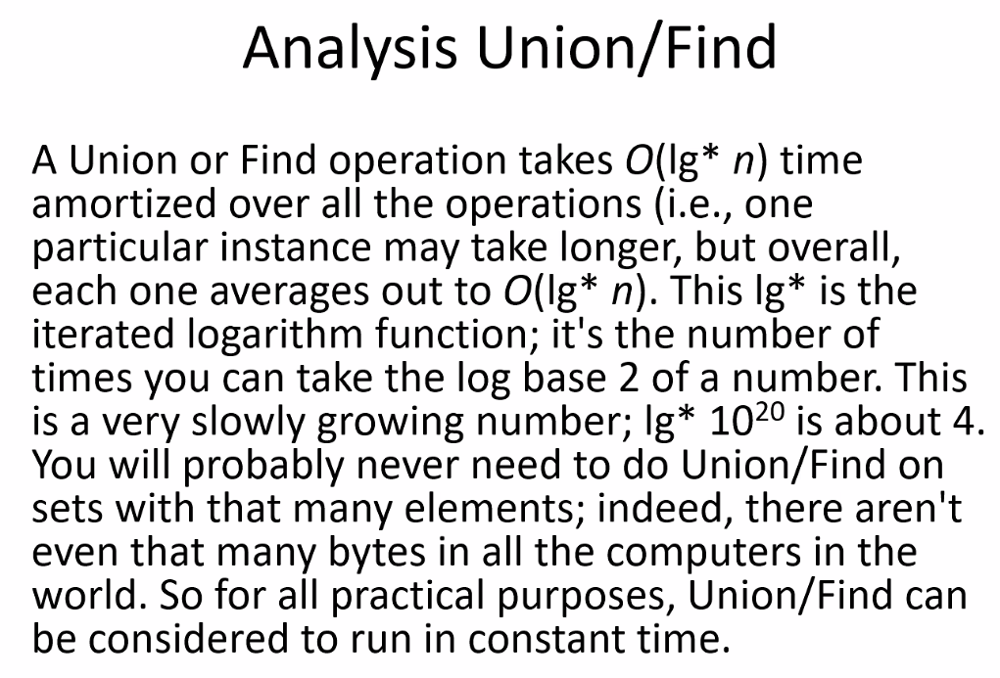 Analysis Union/Find
A Union or Find operation takes O(lg* n) time
amortized over all the operations (i.e., one
particular instance may take longer, but overall,
each one averages out to O(lg* n). This lg* is the
iterated logarithm function; it's the number of
times you can take the log base 2 of a number. This
is a very slowly growing number; lg* 10²⁰ is about 4.
You will probably never need to do Union/Find on
sets with that many elements; indeed, there aren't
even that many bytes in all the computers in the
world. So for all practical purposes, Union/Find can
be considered to run in constant time.